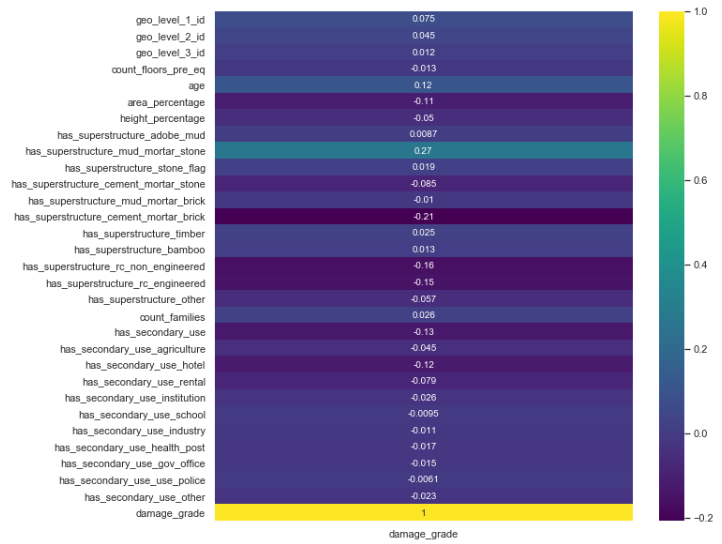 geo_level_1_id 0.075
geo_level_2_id 0.045
geo_level_3_id 0.012
count_floors_pre_eq -0.013
age 0.12
area_percentage -0.11
height_percentage -0.05
has_superstructure_adobe_mud 0.0087
has_superstructure_mud_mortar_stone 0.27
has_superstructure_stone_flag 0.019
has_superstructure_cement_mortar_stone -0.085
has_superstructure_mud_mortar_brick -0.01
has_superstructure_cement_mortar_brick -0.21
has_superstructure_timber 0.025
has_superstructure_bamboo 0.013
has_superstructure_rc_non_engineered -0.16
has_superstructure_rc_engineered -0.15
has_superstructure_other -0.057
count_families 0.026
has_secondary_use -0.13
has_secondary_use_agriculture -0.045
has_secondary_use_hotel -0.12
has_secondary_use_rental -0.079
has_secondary_use_institution -0.026
has_secondary_use_school -0.0095
has_secondary_use_industry -0.011
has_secondary_use_health_post -0.017
has_secondary_use_gov_office -0.015
has_secondary_use_use_police -0.0061
has_secondary_use_other -0.023
damage_grade 1
damage_grade
1.0
0.8
0.6
0.4
0.2
0.0
−0.2